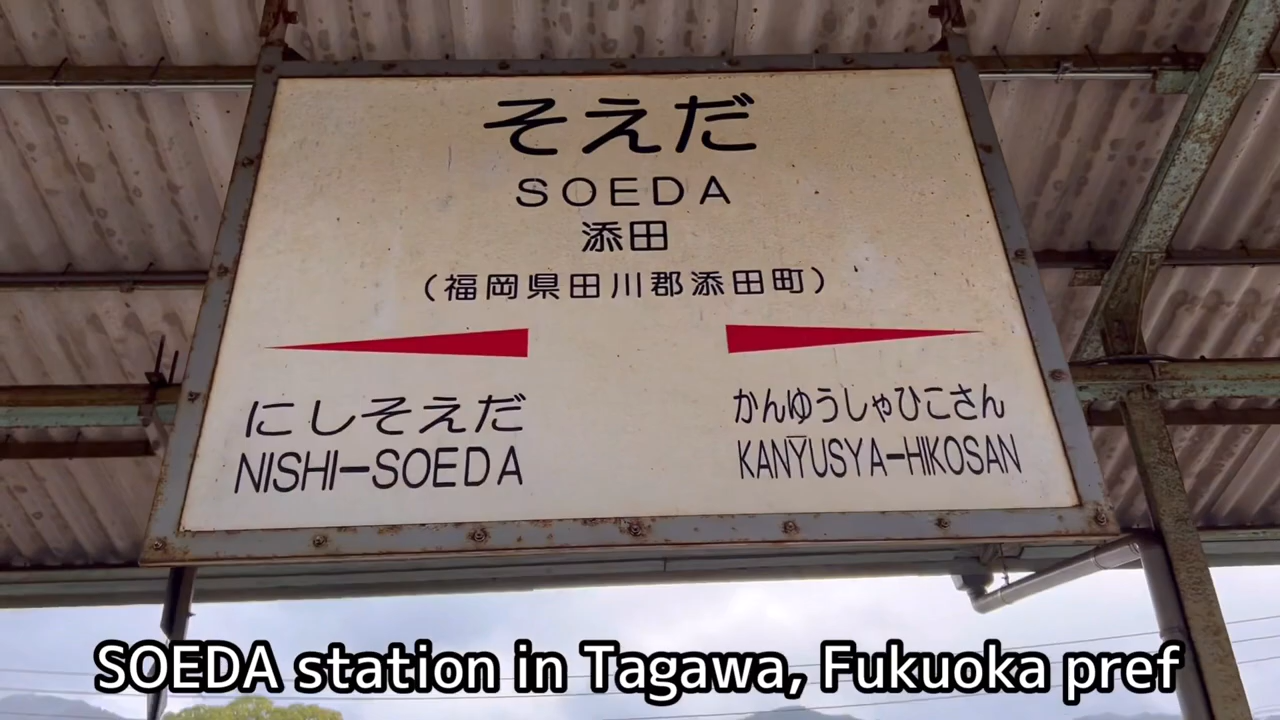 そえだ
SOEDA
添田
(福岡県田川郡添田町)
にしそえだ
NISHI-SOEDA
かんゆうしゃひこさん
KANYŪSYA-HIKOSAN
SOEDA station in Tagawa, Fukuoka pref